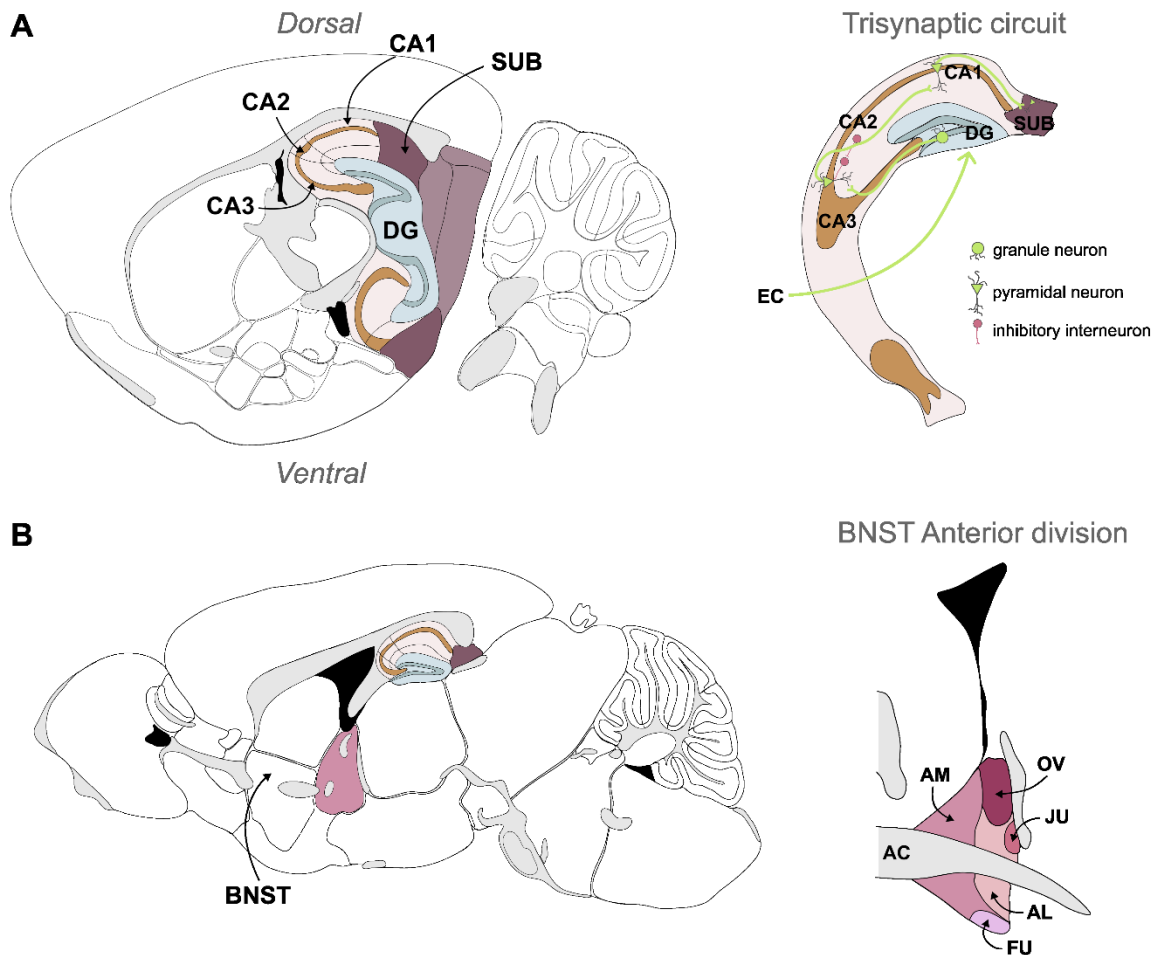 A
Dorsal
CA1
SUB
CA2
CA3
DG
Ventral
Trisynaptic circuit
CA1
CA2
DG
SUB
CA3
EC
granule neuron
pyramidal neuron
inhibitory interneuron
B
BNST
BNST Anterior division
OV
AM
JU
AC
AL
FU